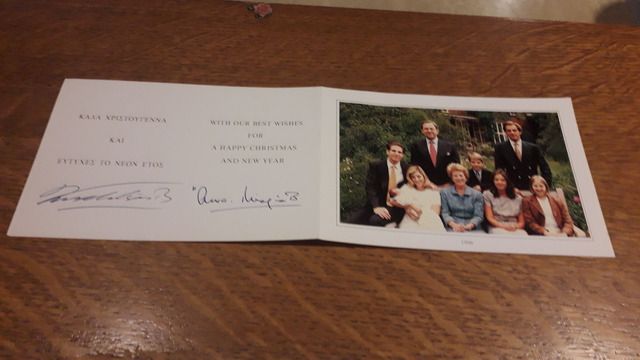 ΚΑΛΑ ΧΡΙΣΤΟΥΓΕΝΝΑ
ΚΑΙ
ΕΥΤΥΧΕΣ ΤΟ ΝΕΟΝ ΕΤΟΣ
WITH OUR BEST WISHES
FOR
A HAPPY CHRISTMAS
AND NEW YEAR